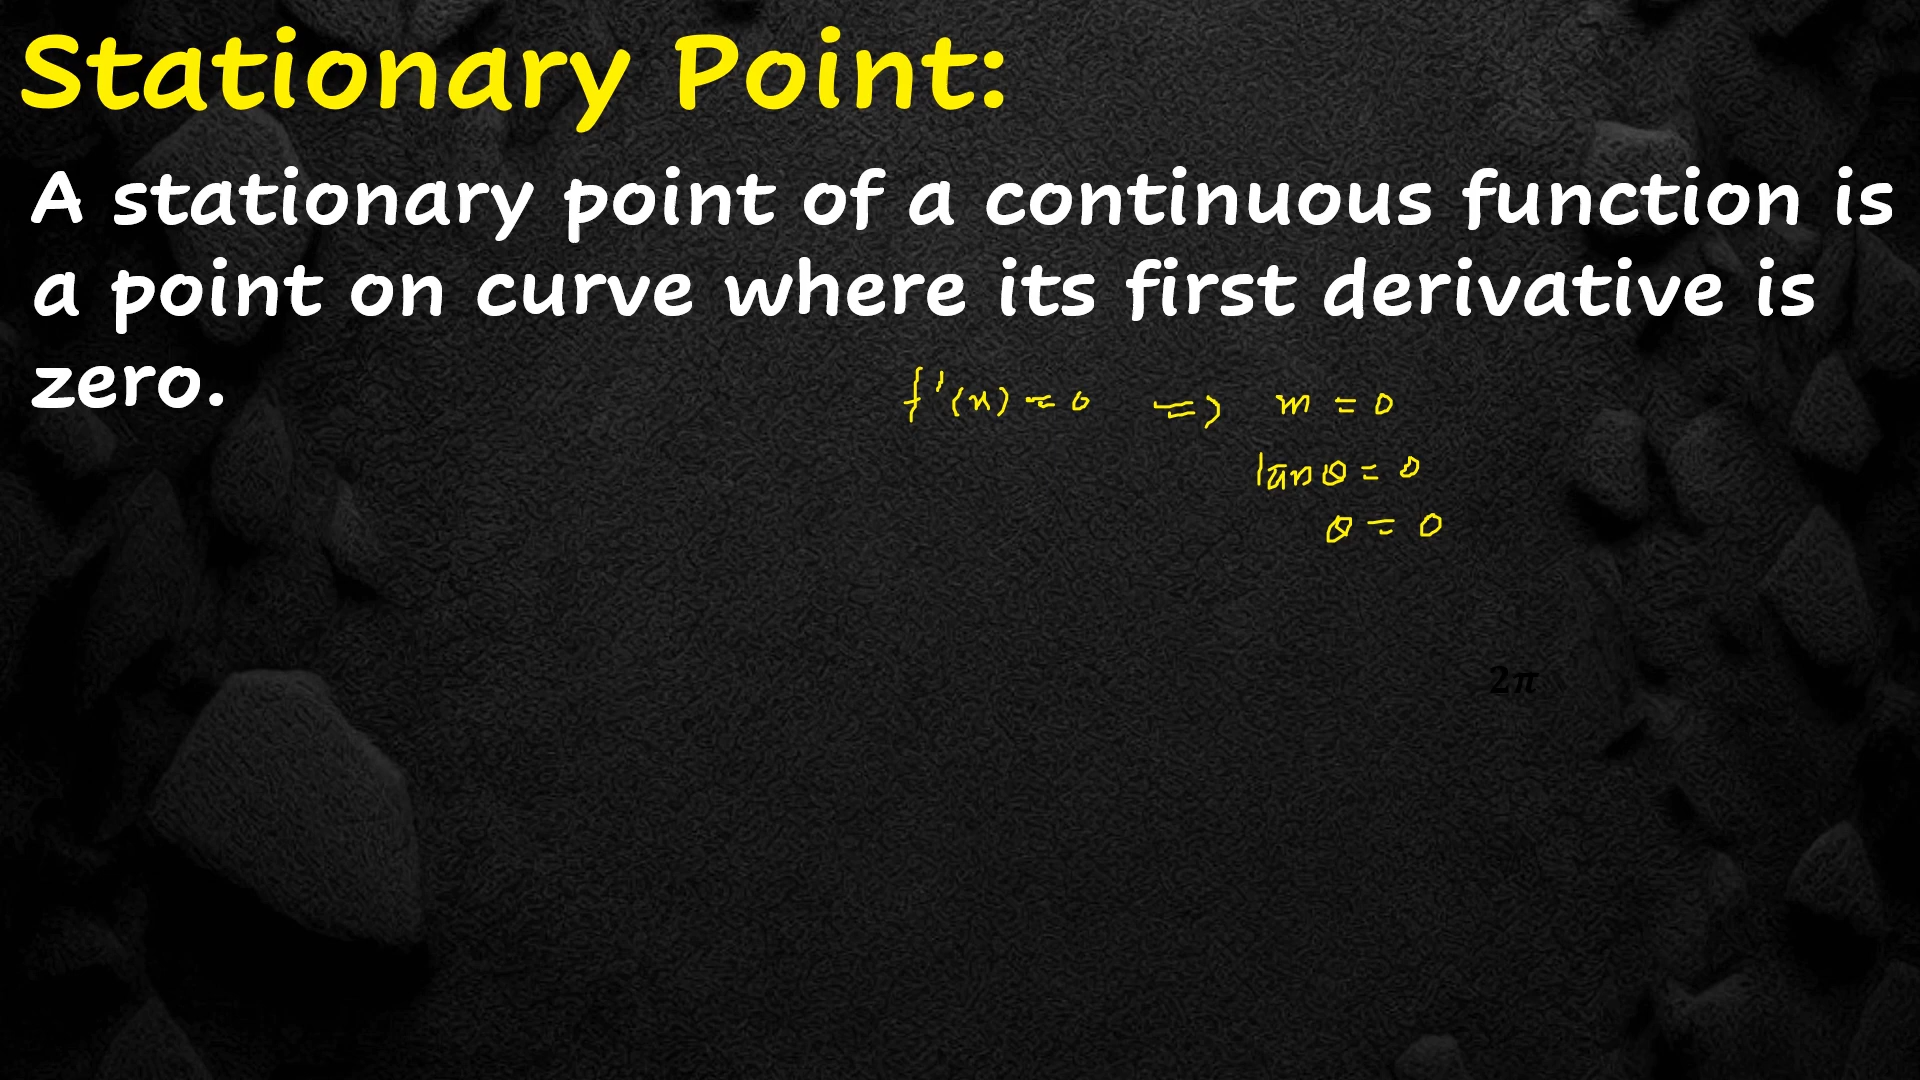 Stationary Point:
A stationary point of a continuous function is
a point on curve where its first derivative is
zero.
f'(x) = 0 => m = 0
tan θ = 0
θ = 0
2π